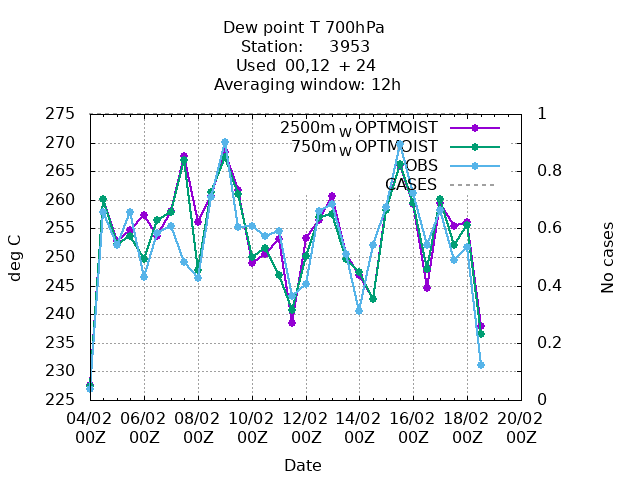 Dew point T 700hPa
Station: 3953
Used 00,12 + 24
Averaging window: 12h
275
270
265
260
255
250
245
240
235
230
225
deg C
1
0.8
0.6
0.4
0.2
0
No cases
2500m W OPTMOIST
750m W OPTMOIST
OBS
CASES
04/02 06/02 08/02 10/02 12/02 14/02 16/02 18/02 20/02
00Z 00Z 00Z 00Z 00Z 00Z 00Z 00Z 00Z
Date